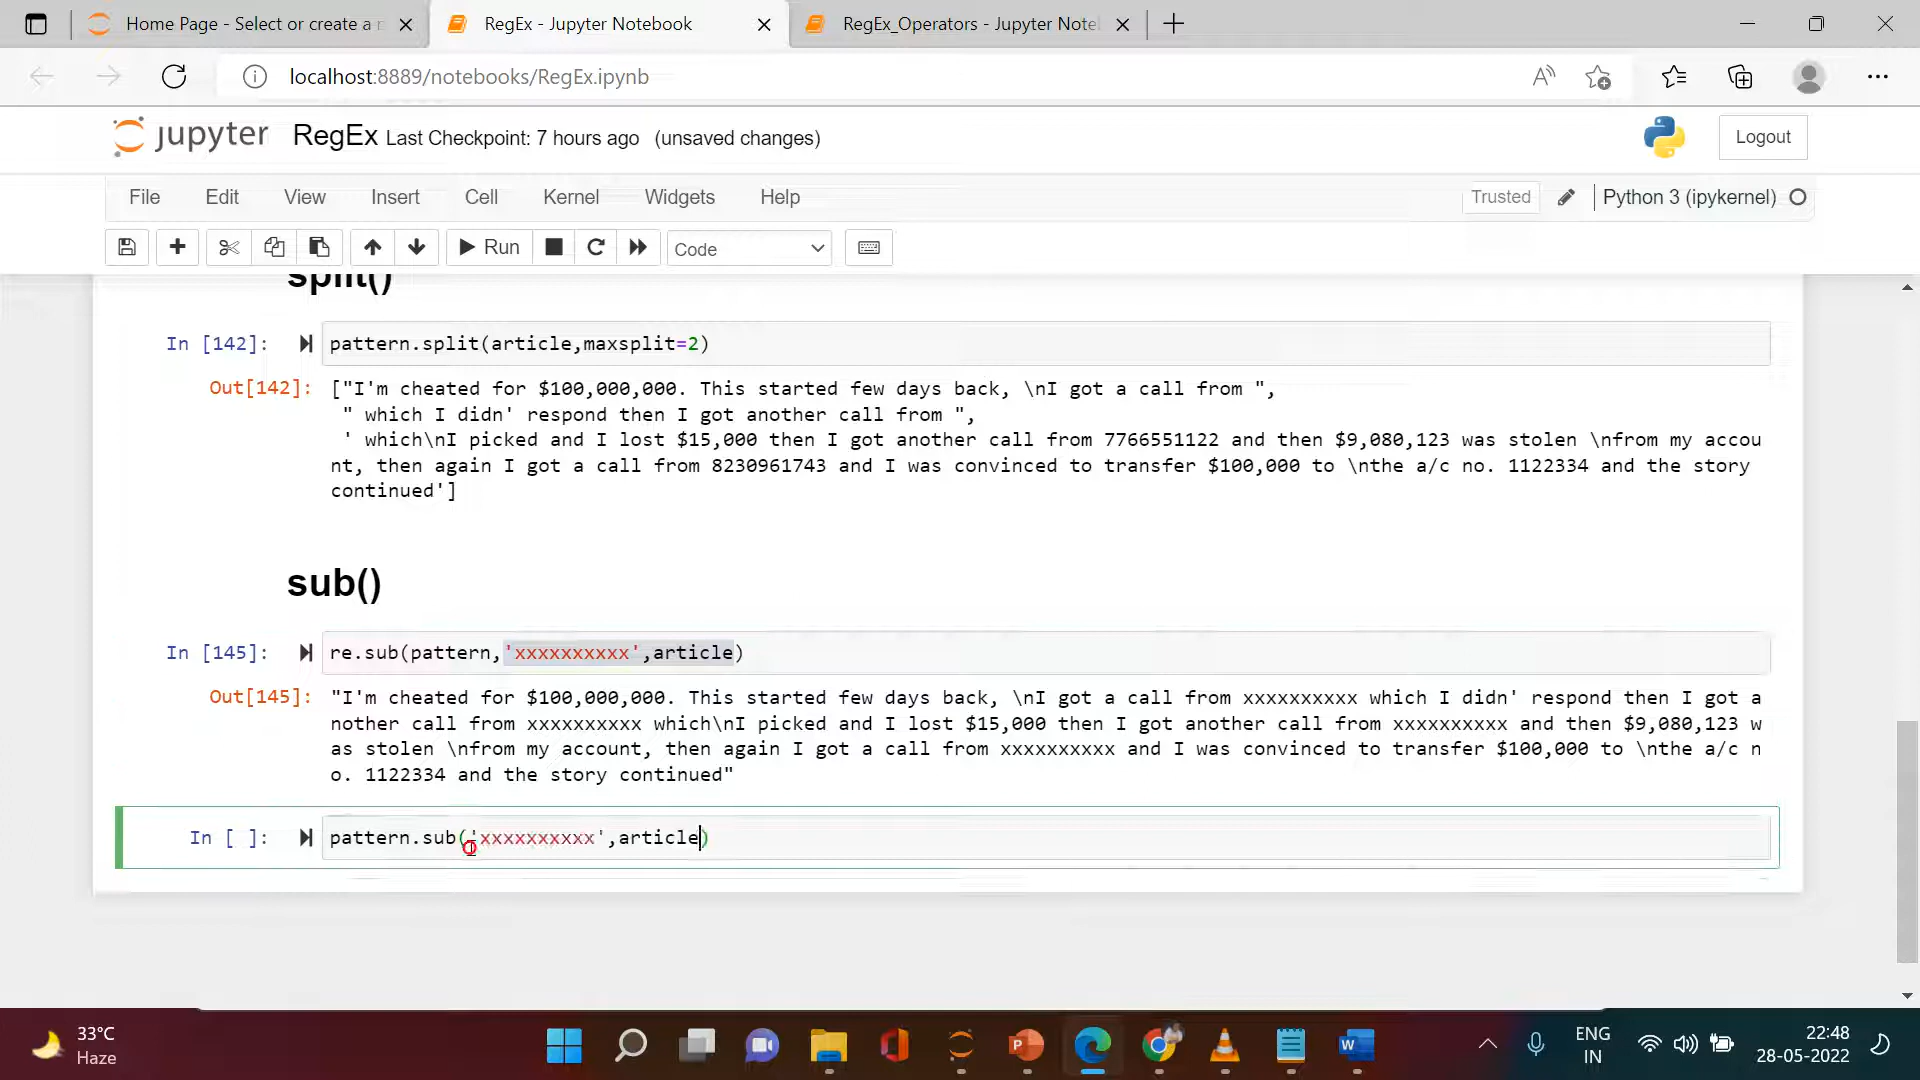 Home Page - Select or create a n
RegEx - Jupyter Notebook
RegEx_Operators - Jupyter Note
localhost:8889/notebooks/RegEx.ipynb
jupyter RegEx Last Checkpoint: 7 hours ago (unsaved changes)
Logout
File Edit View Insert Cell Kernel Widgets Help
Trusted
Python 3 (ipykernel)
Run
Code
split()
In [142]: pattern.split(article,maxsplit=2)
Out[142]: ["I'm cheated for $100,000,000. This started few days back, \nI got a call from ",
" which I didn' respond then I got another call from ",
' which\nI picked and I lost $15,000 then I got another call from 7766551122 and then $9,080,123 was stolen \nfrom my accou
nt, then again I got a call from 8230961743 and I was convinced to transfer $100,000 to \nthe a/c no. 1122334 and the story
continued']
sub()
In [145]: re.sub(pattern,'xxxxxxxxxx',article)
Out[145]: "I'm cheated for $100,000,000. This started few days back, \nI got a call from xxxxxxxxxx which I didn' respond then I got a
nother call from xxxxxxxxxx which\nI picked and I lost $15,000 then I got another call from xxxxxxxxxx and then $9,080,123 w
as stolen \nfrom my account, then again I got a call from xxxxxxxxxx and I was convinced to transfer $100,000 to \nthe a/c n
o. 1122334 and the story continued"
In [ ]: pattern.sub('xxxxxxxxxx',article)
33°C
Haze
ENG
IN
22:48
28-05-2022